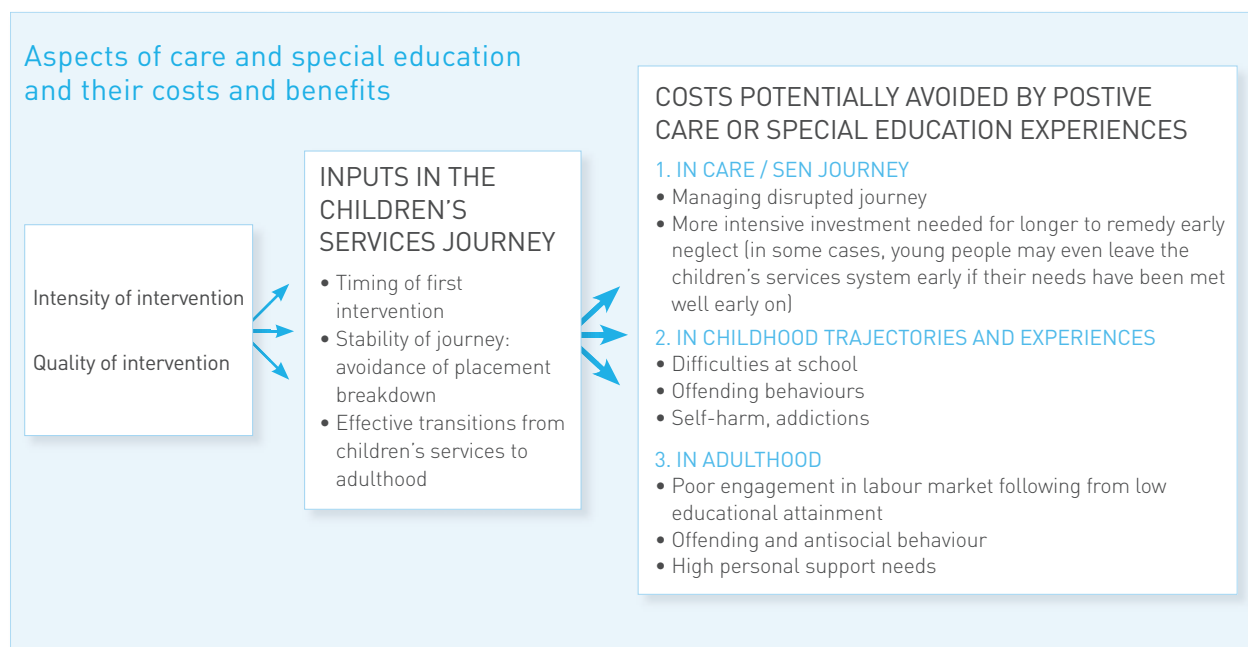 Aspects of care and special education
and their costs and benefits
Intensity of intervention
Quality of intervention
INPUTS IN THE
CHILDREN'S
SERVICES JOURNEY
• Timing of first
intervention
• Stability of journey:
avoidance of placement
breakdown
• Effective transitions from
children's services to
adulthood
COSTS POTENTIALLY AVOIDED BY POSTIVE
CARE OR SPECIAL EDUCATION EXPERIENCES
1. IN CARE / SEN JOURNEY
• Managing disrupted journey
• More intensive investment needed for longer to remedy early
neglect (in some cases, young people may even leave the
children's services system early if their needs have been met
well early on)
2. IN CHILDHOOD TRAJECTORIES AND EXPERIENCES
• Difficulties at school
• Offending behaviours
• Self-harm, addictions
3. IN ADULTHOOD
• Poor engagement in labour market following from low
educational attainment
• Offending and antisocial behaviour
• High personal support needs